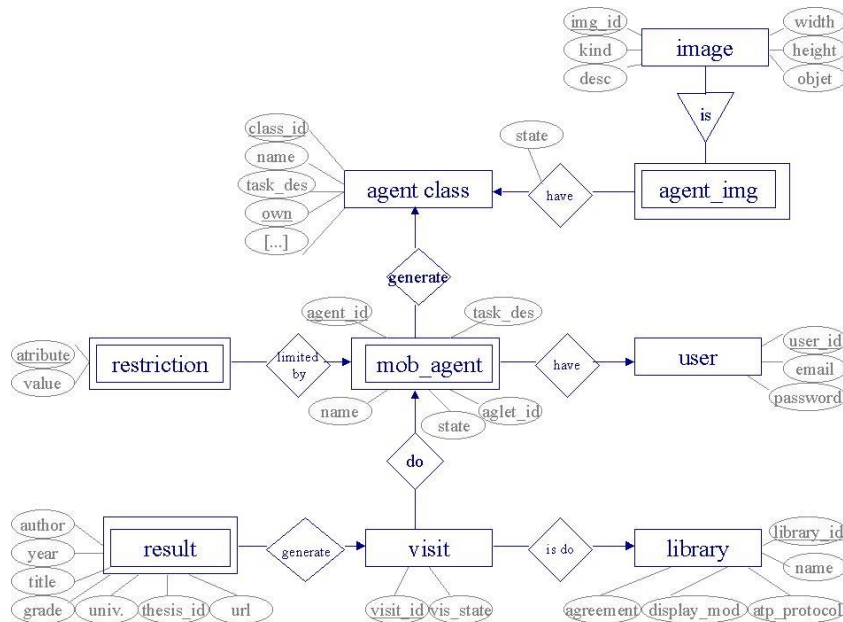 img_id
width
kind
image
height
desc
objet
is
class_id
state
name
task_des
agent class
have
agent_img
own
[...]
generate
agent_id
task_des
atribute
restriction
limited
by
mob_agent
have
user
user_id
value
email
password
name
state
aglet_id
do
author
year
result
generate
visit
is do
library
library_id
title
name
grade
univ.
thesis_id
url
visit_id
vis_state
agreement
display_mod
atp_protocol